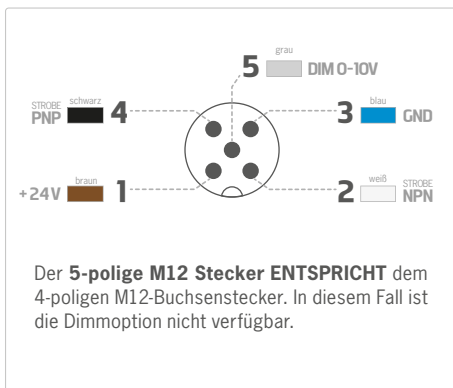 grau
5 DIM 0-10V
STROBE schwarz
PNP 4
blau
3 GND
braun
+24V 1
weiß STROBE
2 NPN
Der 5-polige M12 Stecker ENTSPRICHT dem
4-poligen M12-Buchsenstecker. In diesem Fall ist
die Dimmoption nicht verfügbar.